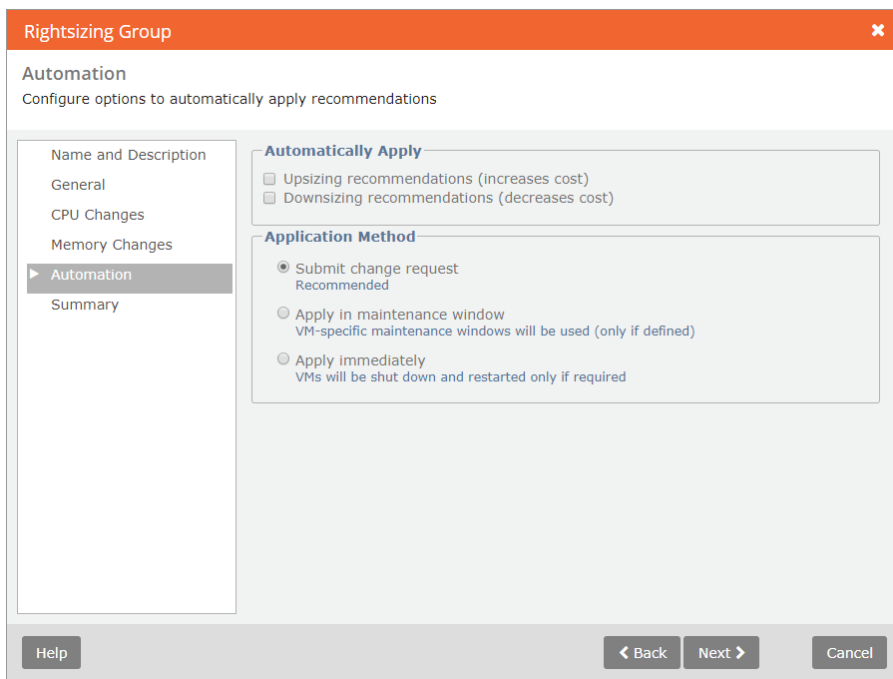 Rightsizing Group
Automation
Configure options to automatically apply recommendations
Name and Description
General
CPU Changes
Memory Changes
Automation
Summary
Automatically Apply
Upsizing recommendations (increases cost)
Downsizing recommendations (decreases cost)
Application Method
Submit change request
Recommended
Apply in maintenance window
VM-specific maintenance windows will be used (only if defined)
Apply immediately
VMs will be shut down and restarted only if required
Help
Back
Next
Cancel